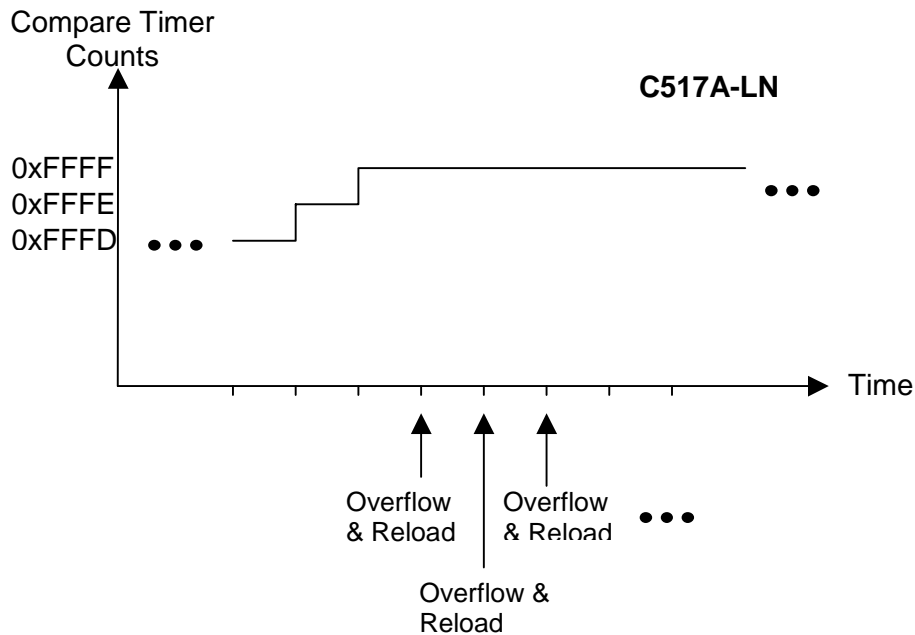 Compare Timer
Counts
C517A-LN
0xFFFF
0xFFFE
0xFFFD
Time
Overflow
& Reload
Overflow
& Reload
Overflow &
Reload